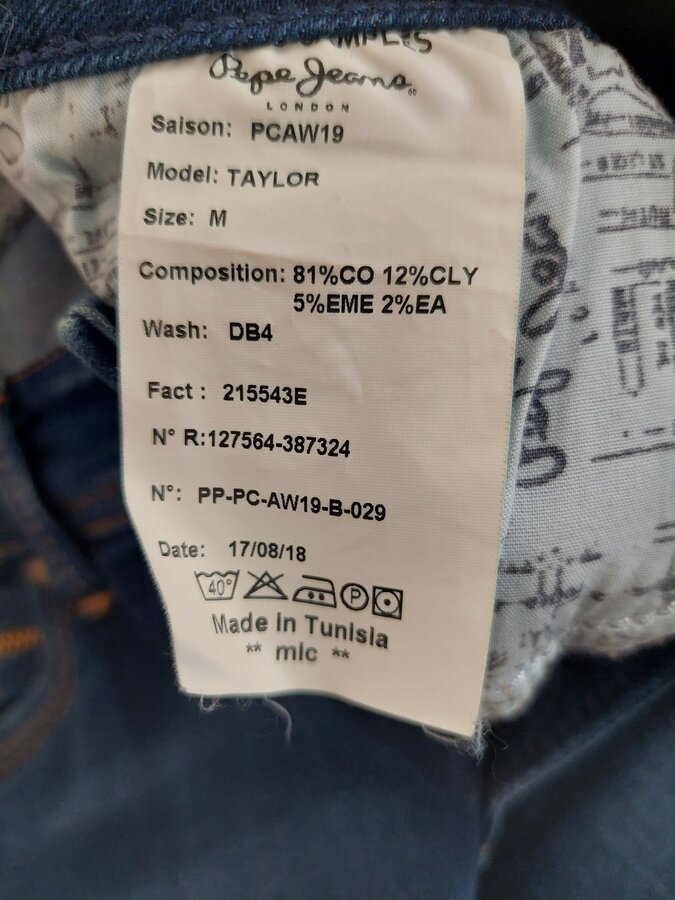 Pepe Jeans
LONDON
Saison: PCAW19
Model: TAYLOR
Size: M
Composition: 81%CO 12%CLY
5%EME 2%EA
Wash: DB4
Fact : 215543E
N° R:127564-387324
N°: PP-PC-AW19-B-029
Date: 17/08/18
40°
P
Made in Tunisia
** mic **